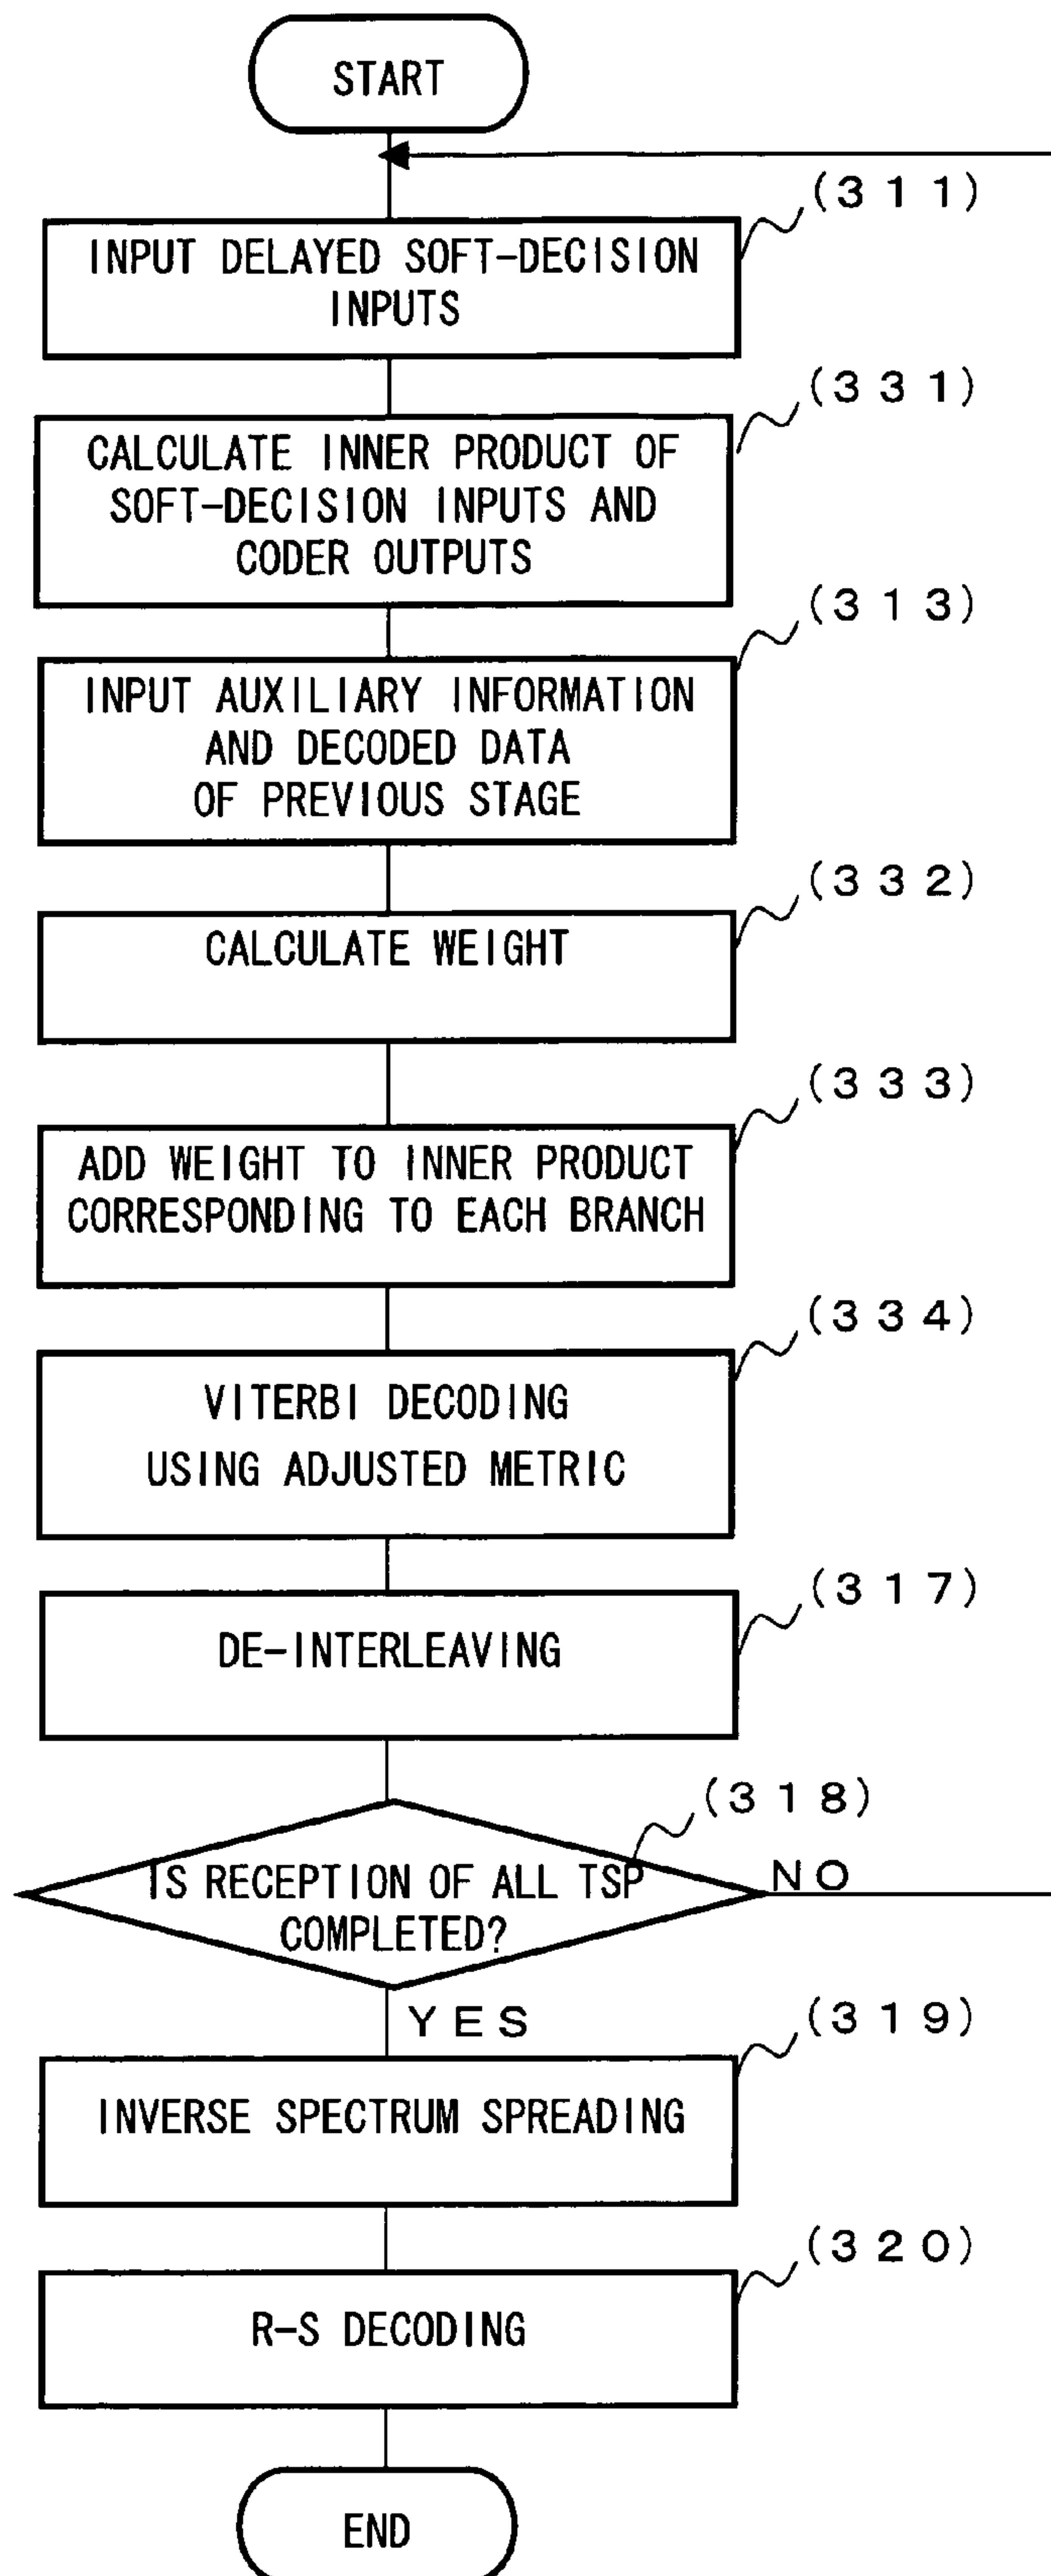 START
(311)
INPUT DELAYED SOFT-DECISION
INPUTS
(331)
CALCULATE INNER PRODUCT OF
SOFT-DECISION INPUTS AND
CODER OUTPUTS
(313)
INPUT AUXILIARY INFORMATION
AND DECODED DATA
OF PREVIOUS STAGE
(332)
CALCULATE WEIGHT
(333)
ADD WEIGHT TO INNER PRODUCT
CORRESPONDING TO EACH BRANCH
(334)
VITERBI DECODING
USING ADJUSTED METRIC
(317)
DE-INTERLEAVING
(318)
IS RECEPTION OF ALL TSP
COMPLETED?
NO
YES
(319)
INVERSE SPECTRUM SPREADING
(320)
R-S DECODING
END